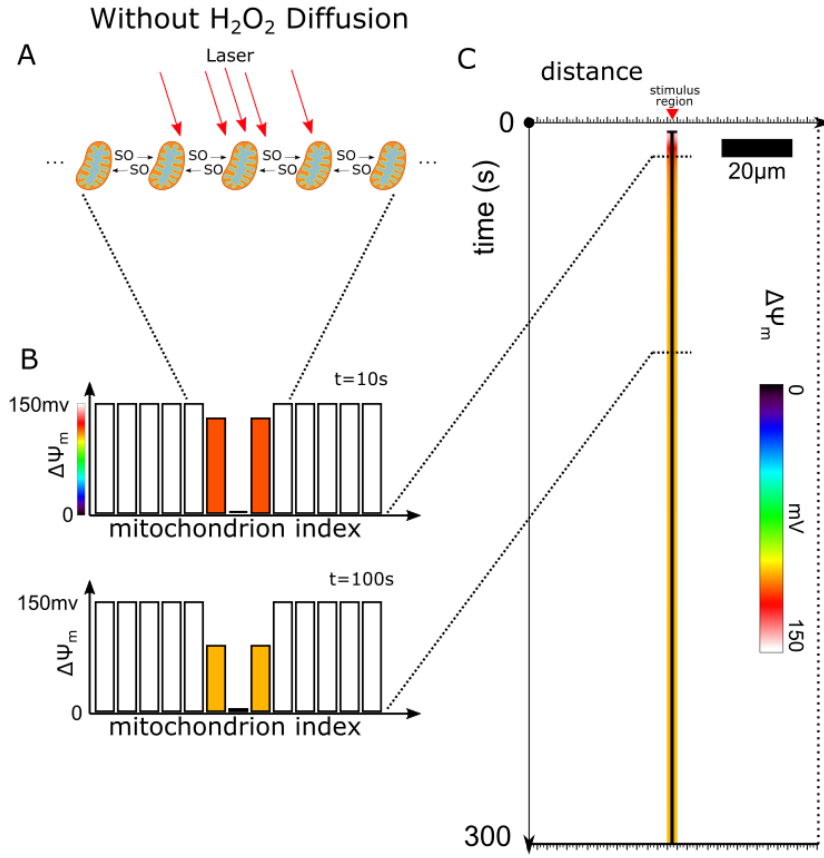 Without H₂O₂ Diffusion
A
Laser
... SO SO SO SO ...
SO SO SO SO
B
t=10s
150mv
ΔΨm
0
mitochondrion index
t=100s
150mv
ΔΨm
0
mitochondrion index
C
distance
stimulus
region
0
time (s)
20µm
ΔΨm
0
mV
150
300